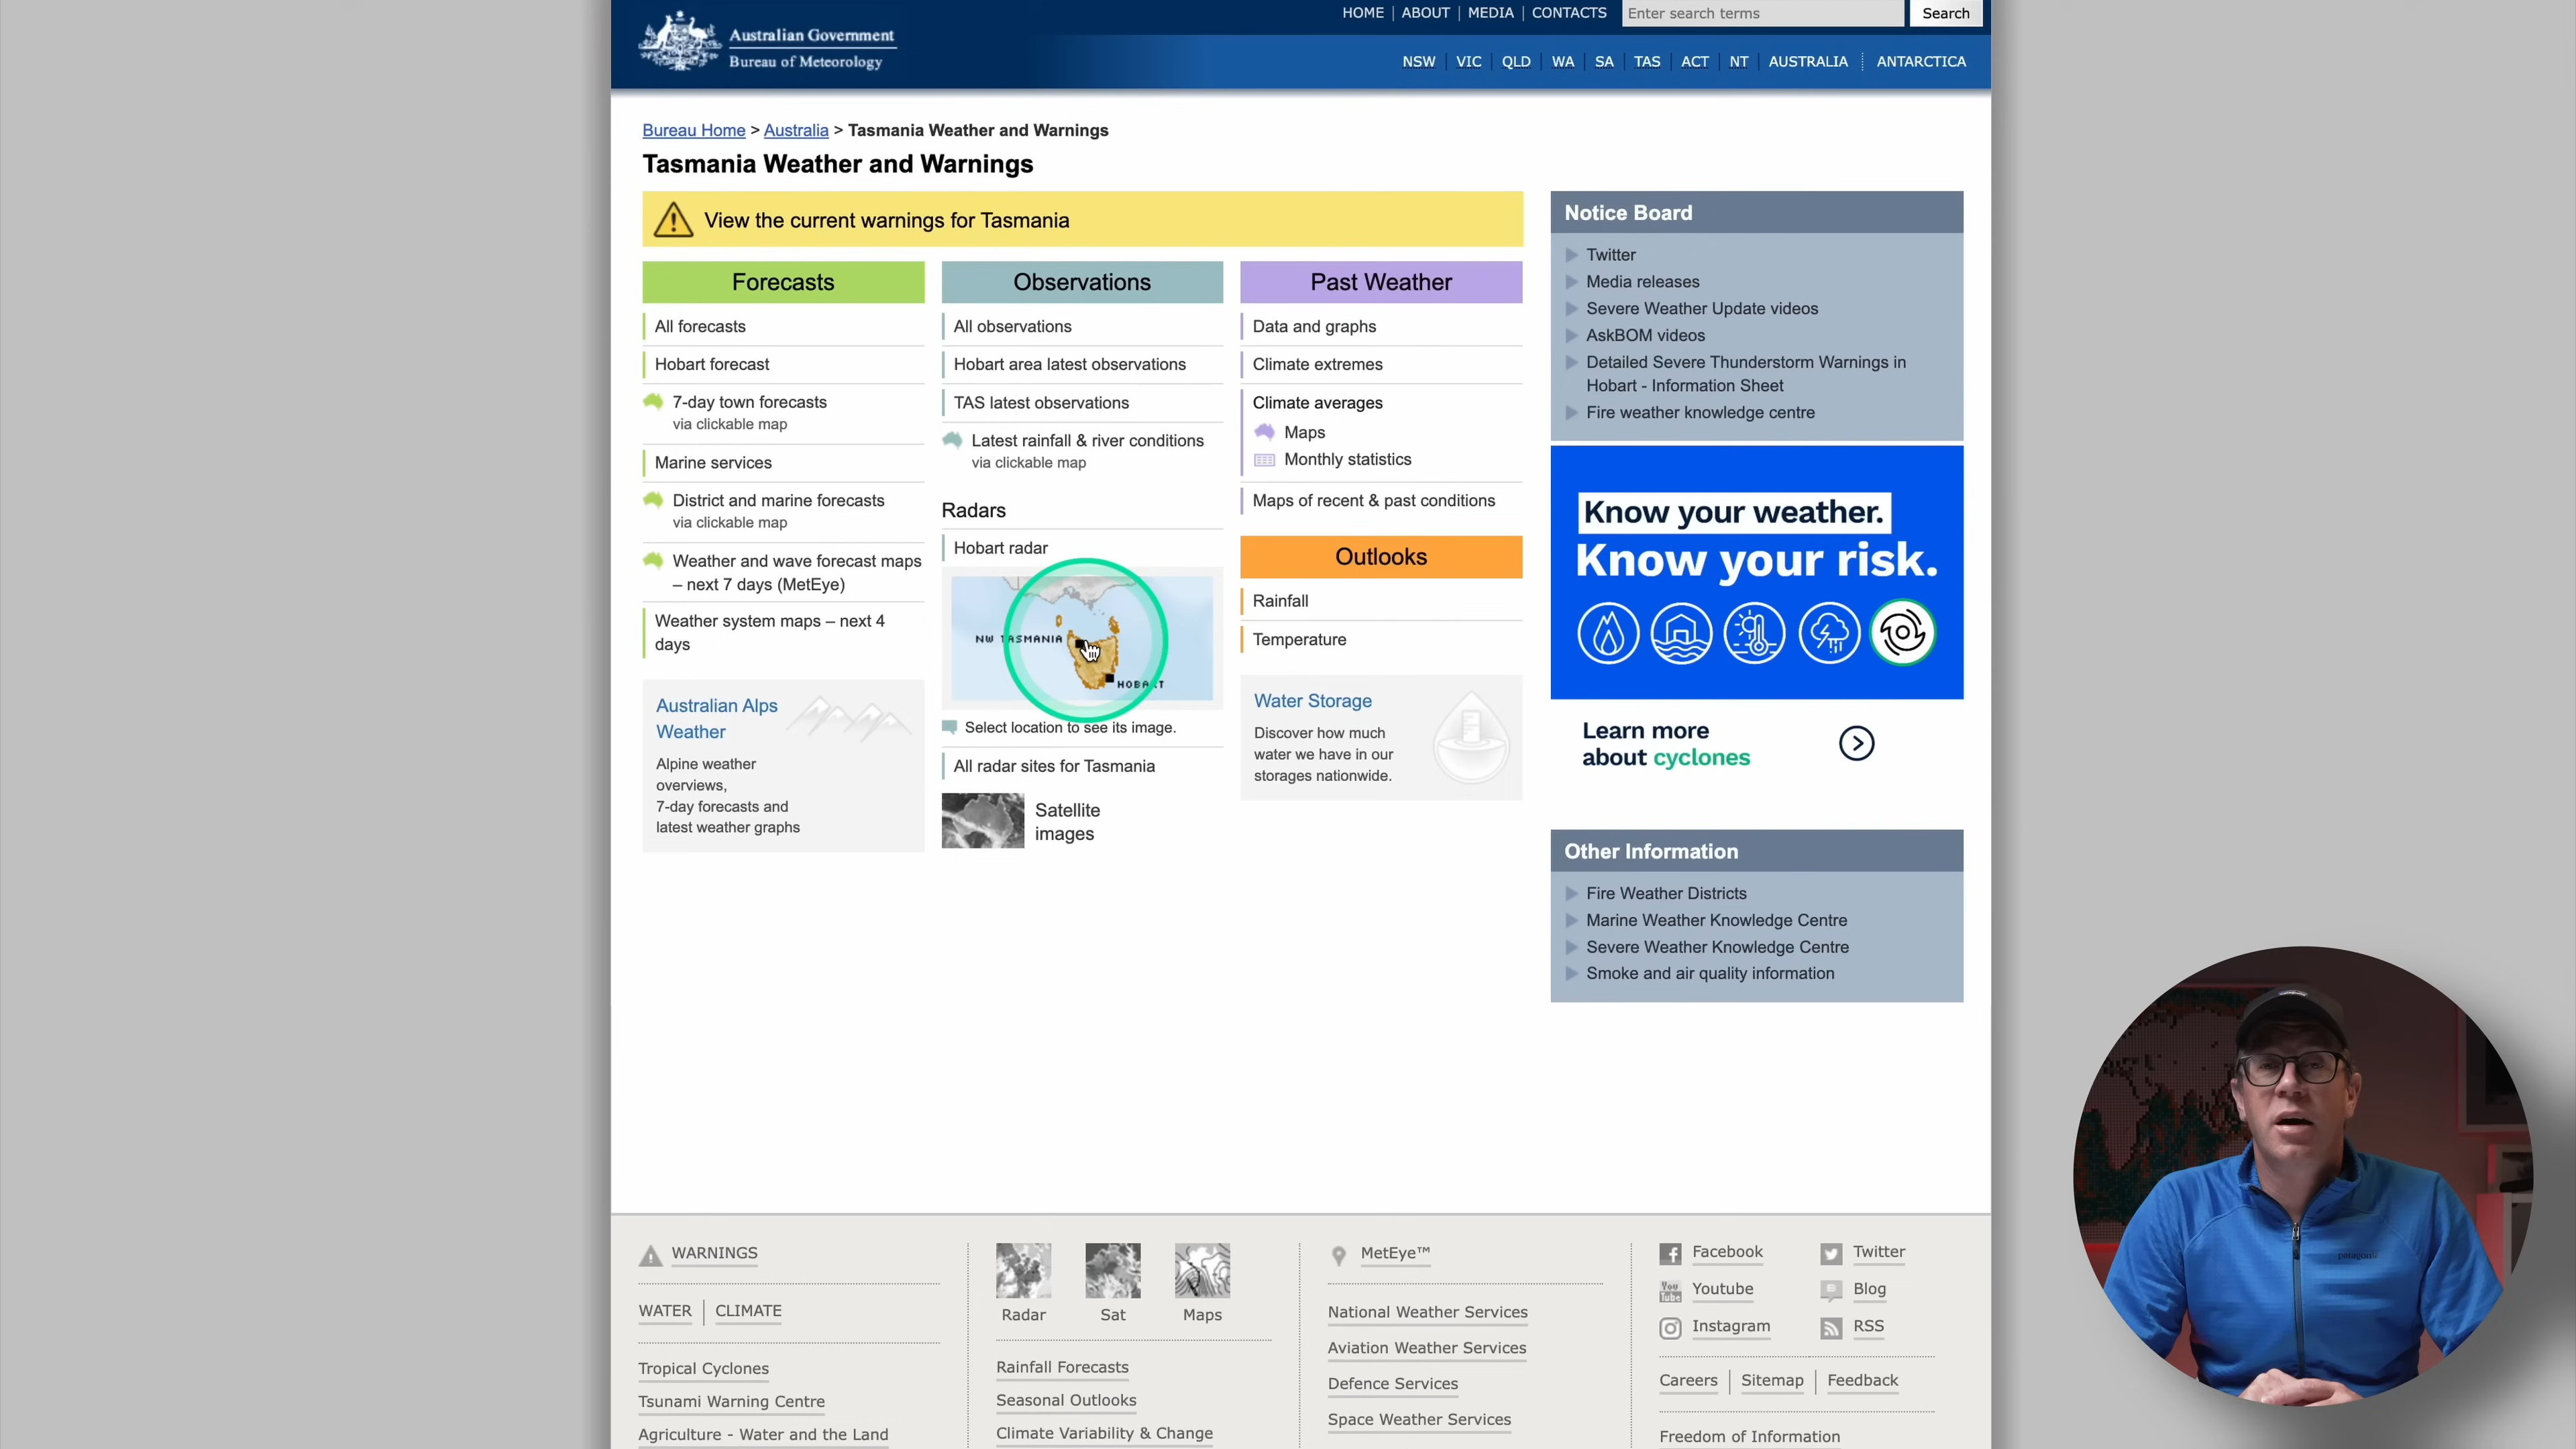 HOME | ABOUT | MEDIA | CONTACTS
Enter search terms
Search
Australian Government
Bureau of Meteorology
NSW
VIC
QLD
WA
SA
TAS
ACT
NT
AUSTRALIA
ANTARCTICA
Bureau Home > Australia > Tasmania Weather and Warnings
Tasmania Weather and Warnings
View the current warnings for Tasmania
Forecasts
All forecasts
Hobart forecast
7-day town forecasts
via clickable map
Marine services
District and marine forecasts
via clickable map
Weather and wave forecast maps
– next 7 days (MetEye)
Weather system maps – next 4
days
Australian Alps
Weather
Alpine weather
overviews,
7-day forecasts and
latest weather graphs
Observations
All observations
Hobart area latest observations
TAS latest observations
Latest rainfall & river conditions
via clickable map
Radars
Hobart radar
NW TASMANIA
HOBART
Select location to see its image.
All radar sites for Tasmania
Satellite
images
Past Weather
Data and graphs
Climate extremes
Climate averages
Maps
Monthly statistics
Maps of recent & past conditions
Outlooks
Rainfall
Temperature
Water Storage
Discover how much
water we have in our
storages nationwide.
Notice Board
Twitter
Media releases
Severe Weather Update videos
AskBOM videos
Detailed Severe Thunderstorm Warnings in
Hobart - Information Sheet
Fire weather knowledge centre
Know your weather.
Know your risk.
Learn more
about cyclones
Other Information
Fire Weather Districts
Marine Weather Knowledge Centre
Severe Weather Knowledge Centre
Smoke and air quality information
patagonia
WARNINGS
WATER | CLIMATE
Tropical Cyclones
Tsunami Warning Centre
Agriculture - Water and the Land
Radar
Sat
Maps
Rainfall Forecasts
Seasonal Outlooks
Climate Variability & Change
MetEye™
National Weather Services
Aviation Weather Services
Defence Services
Space Weather Services
Facebook
Twitter
You
Tube
Youtube
Blog
Instagram
RSS
Careers | Sitemap | Feedback
Freedom of Information